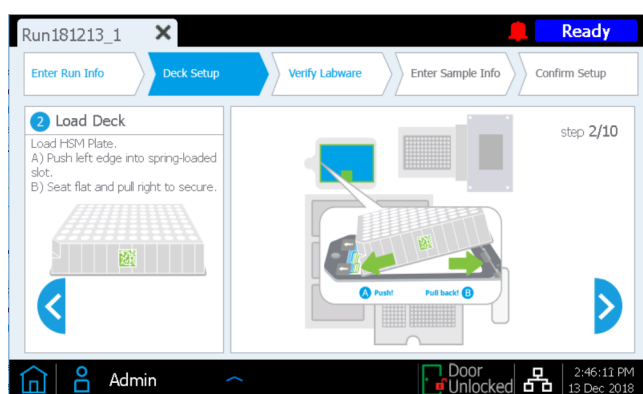 Run181213_1
Ready
Enter Run Info
Deck Setup
Verify Labware
Enter Sample Info
Confirm Setup
2 Load Deck
Load HSM Plate.
A) Push left edge into spring-loaded
slot.
B) Seat flat and pull right to secure.
step 2/10
A Push!
Pull back! B
Admin
Door
Unlocked
2:46:11 PM
13 Dec 2018